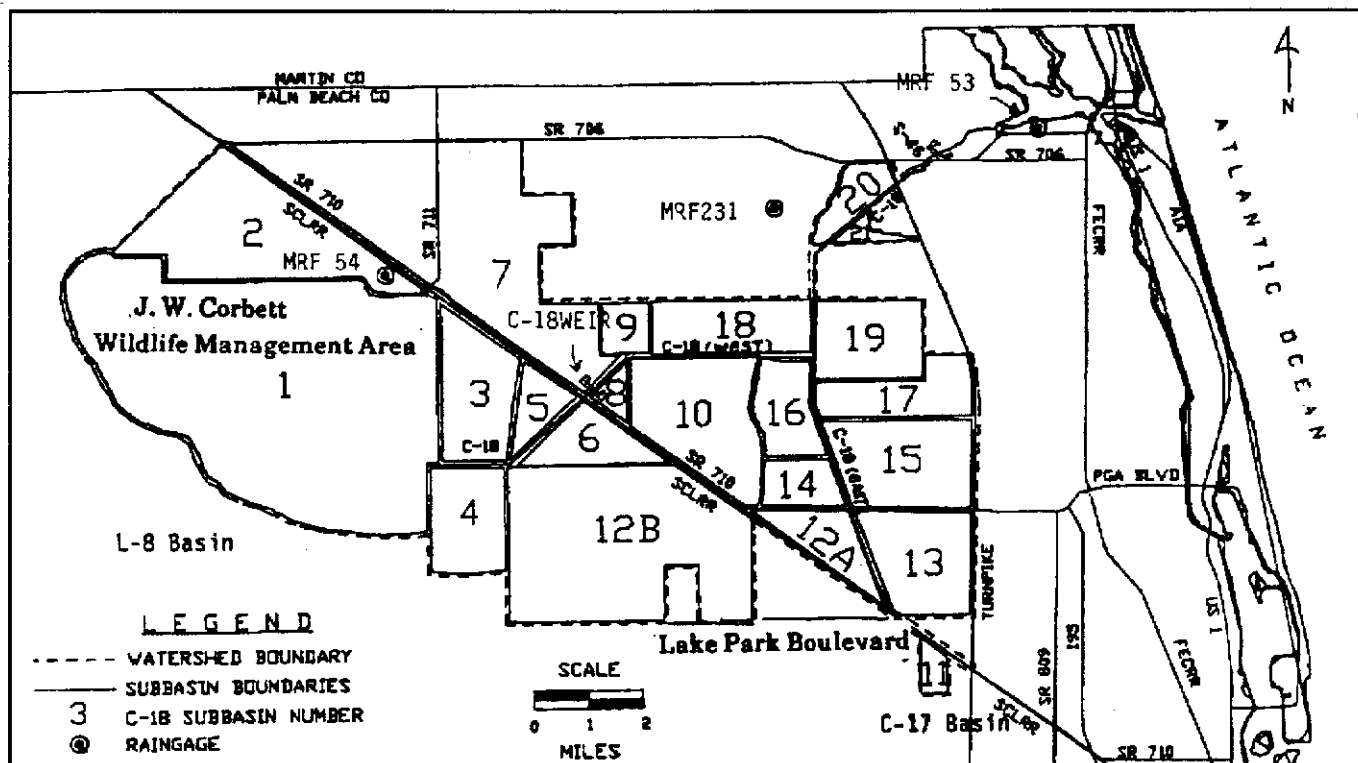 MARTIN CO
PALM BEACH CO
MRF 53
4
N
SR 706
SR 706
S-46
SR 710
SCLRR
SR 711
2
MRF 54
MRF231
20
C-18
1
A1A
FECRR
ATLANTIC OCEAN
7
J. W. Corbett
Wildlife Management Area
1
C-18WEIR
9
18
C-18 (WEST)
19
3
5
8
10
16
17
6
C-18
SR 710
SCLRR
C-18 (EAST)
15
14
PGA BLVD
4
12B
12A
13
L-8 Basin
TURNPIKE
SR 809
I95
US 1
FECRR
Lake Park Boulevard
11
C-17 Basin
SCLRR
SR 710
LEGEND
WATERSHED BOUNDARY
SUBBASIN BOUNDARIES
3 C-18 SUBBASIN NUMBER
RAINGAGE
SCALE
0 1 2
MILES